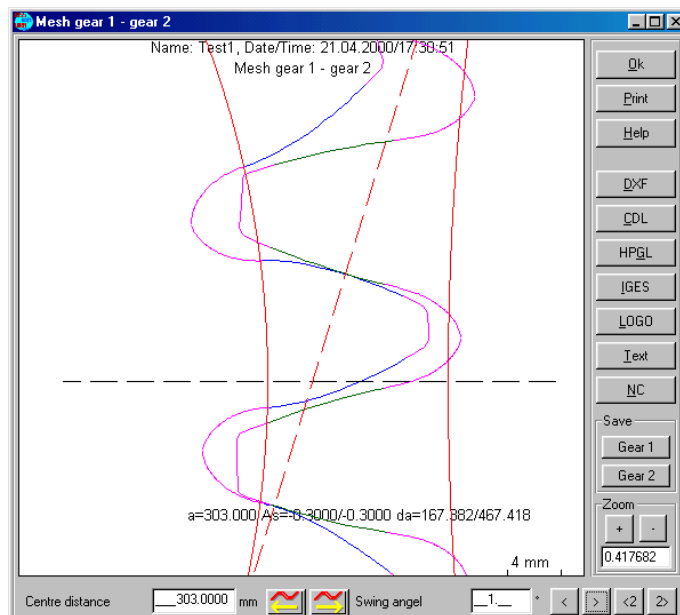 Mesh gear 1 - gear 2
Name: Test1, Date/Time: 21.04.2000/17:30:51
Mesh gear 1 - gear 2
Ok
Print
Help
DXF
CDL
HPGL
IGES
LOGO
Text
NC
Save
Gear 1
Gear 2
Zoom
+ -
0.417682
a=303.000 As=-0.3000/-0.3000 da=167.382/467.418
4 mm
Centre distance __303.0000 mm Swing angel __1.__ ° < > <2 2>